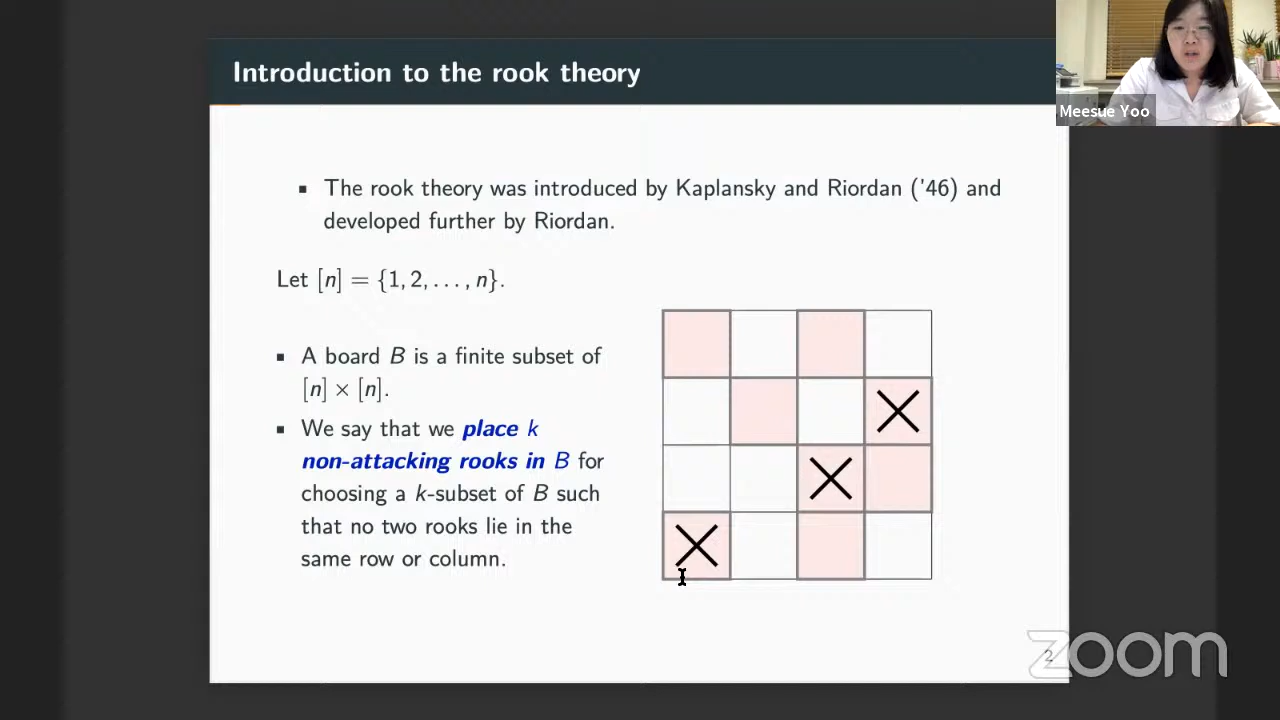 Introduction to the rook theory
Meesue Yoo
▪ The rook theory was introduced by Kaplansky and Riordan ('46) and
developed further by Riordan.
Let [n] = {1, 2, . . . , n}.
▪ A board B is a finite subset of
[n] × [n].
▪ We say that we place k
non-attacking rooks in B for
choosing a k-subset of B such
that no two rooks lie in the
same row or column.
2
zoom